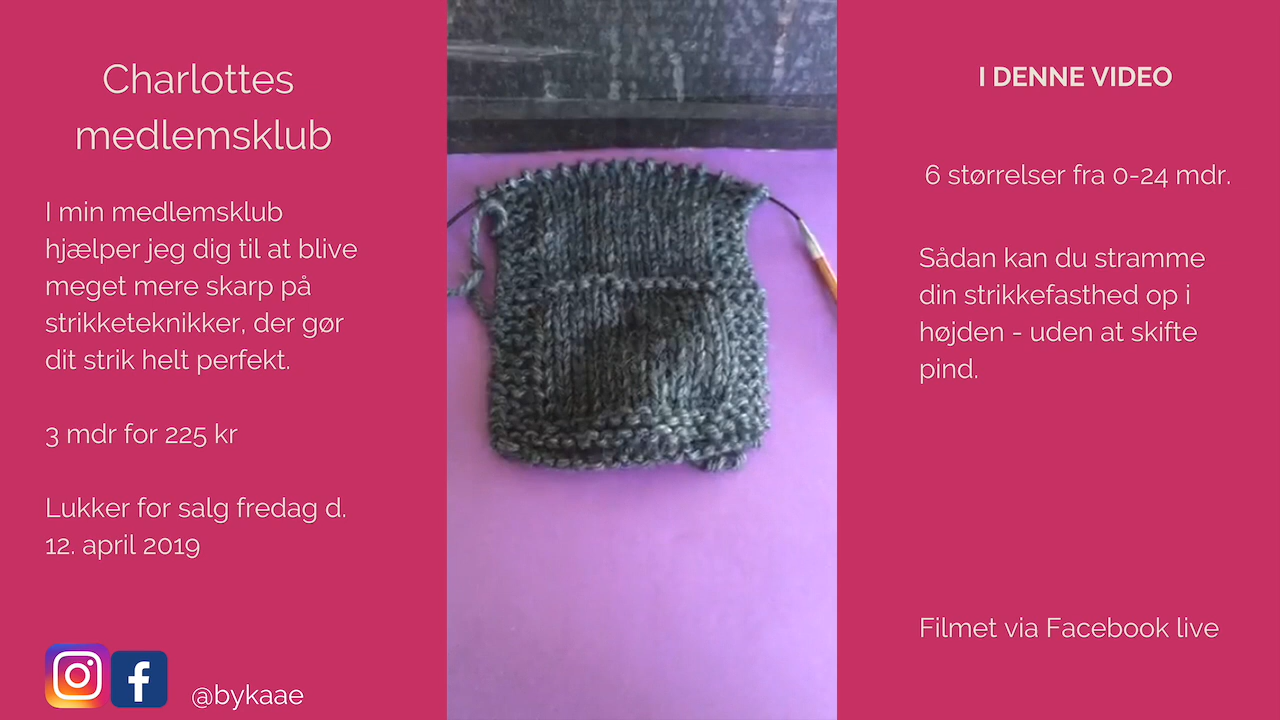 Charlottes
medlemsklub
I min medlemsklub
hjælper jeg dig til at blive
meget mere skarp på
strikketeknikker, der gør
dit strik helt perfekt.
3 mdr for 225 kr
Lukker for salg fredag d.
12. april 2019
@bykaae
I DENNE VIDEO
6 størrelser fra 0-24 mdr.
Sådan kan du stramme
din strikkefasthed op i
højden - uden at skifte
pind.
Filmet via Facebook live